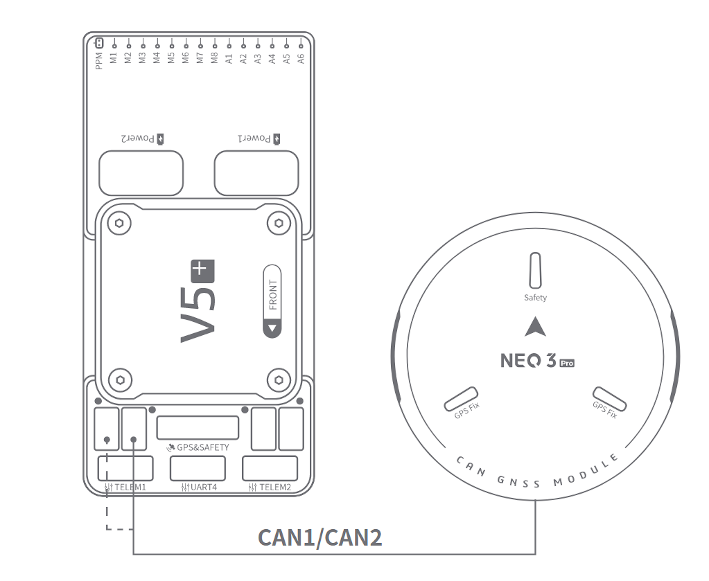 PPM M1 M2 M3 M4 M5 M6 M7 M8 A1 A2 A3 A4 A5 A6
Power2 Power1
V5+
FRONT
Safety
NEO 3 Pro
GPS Fix GPS Fix
CAN GNSS MODULE
GPS&SAFETY
TELEM1 UART4 TELEM2
CAN1/CAN2